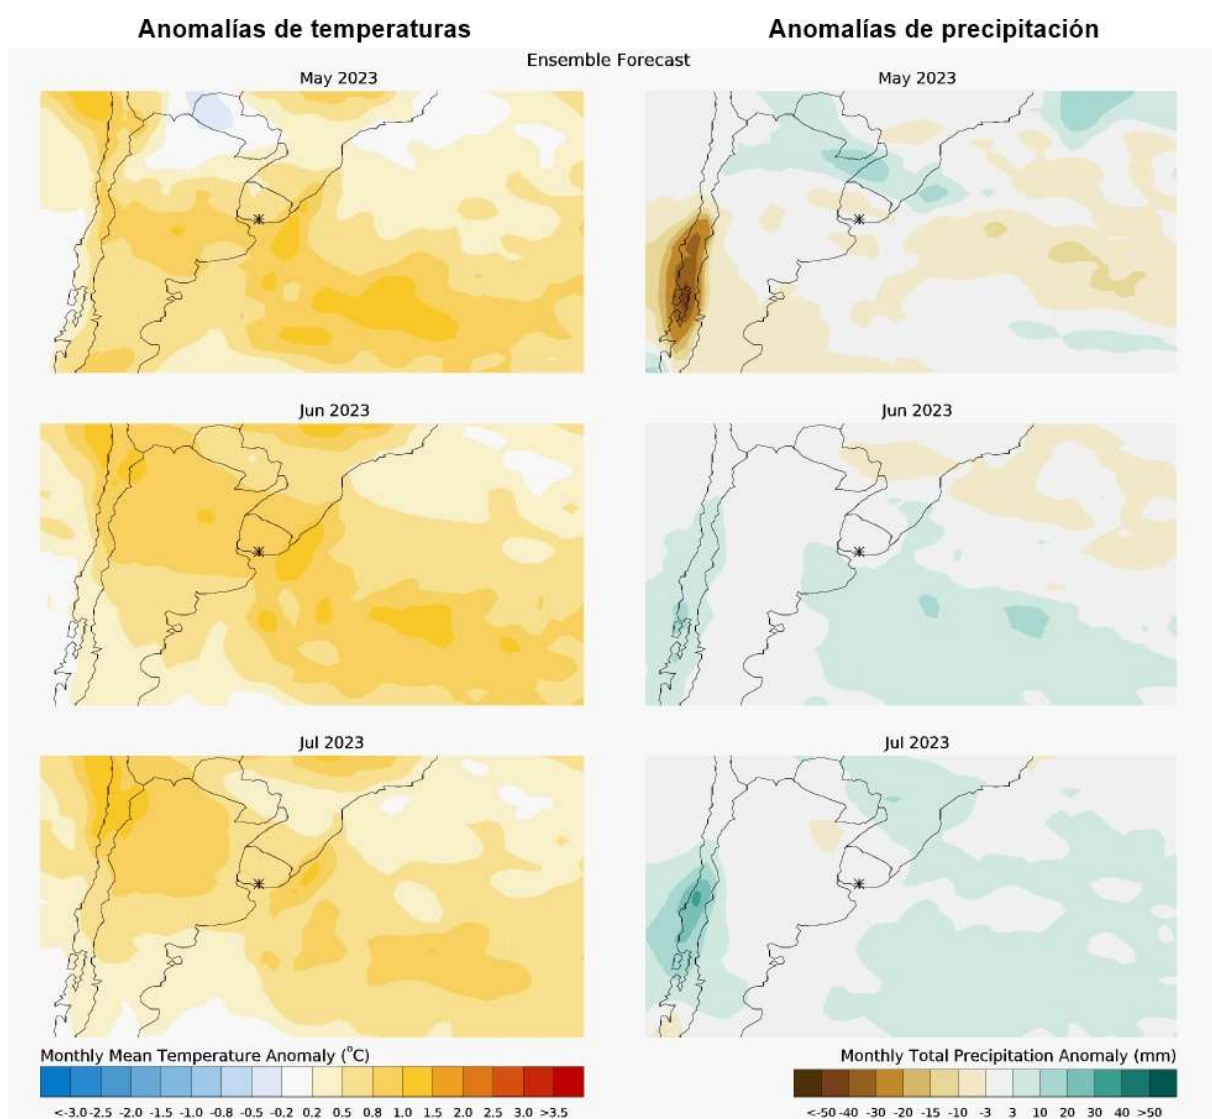 Anomalías de temperaturas Anomalías de precipitación
Ensemble Forecast
May 2023 May 2023
Jun 2023 Jun 2023
Jul 2023 Jul 2023
Monthly Mean Temperature Anomaly (°C) Monthly Total Precipitation Anomaly (mm)
<-3.0 -2.5 -2.0 -1.5 -1.0 -0.8 -0.5 -0.2 0.2 0.5 0.8 1.0 1.5 2.0 2.5 3.0 >3.5 <-50 -40 -30 -20 -15 -10 -3 3 10 20 30 40 >50